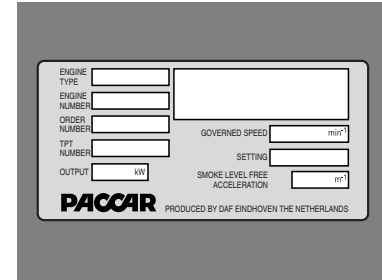 ENGINE
TYPE
ENGINE
NUMBER
ORDER
NUMBER
TPT
NUMBER
OUTPUT kW
GOVERNED SPEED min-1
SETTING
SMOKE LEVEL FREE
ACCELERATION m-1
PACCAR PRODUCED BY DAF EINDHOVEN THE NETHERLANDS